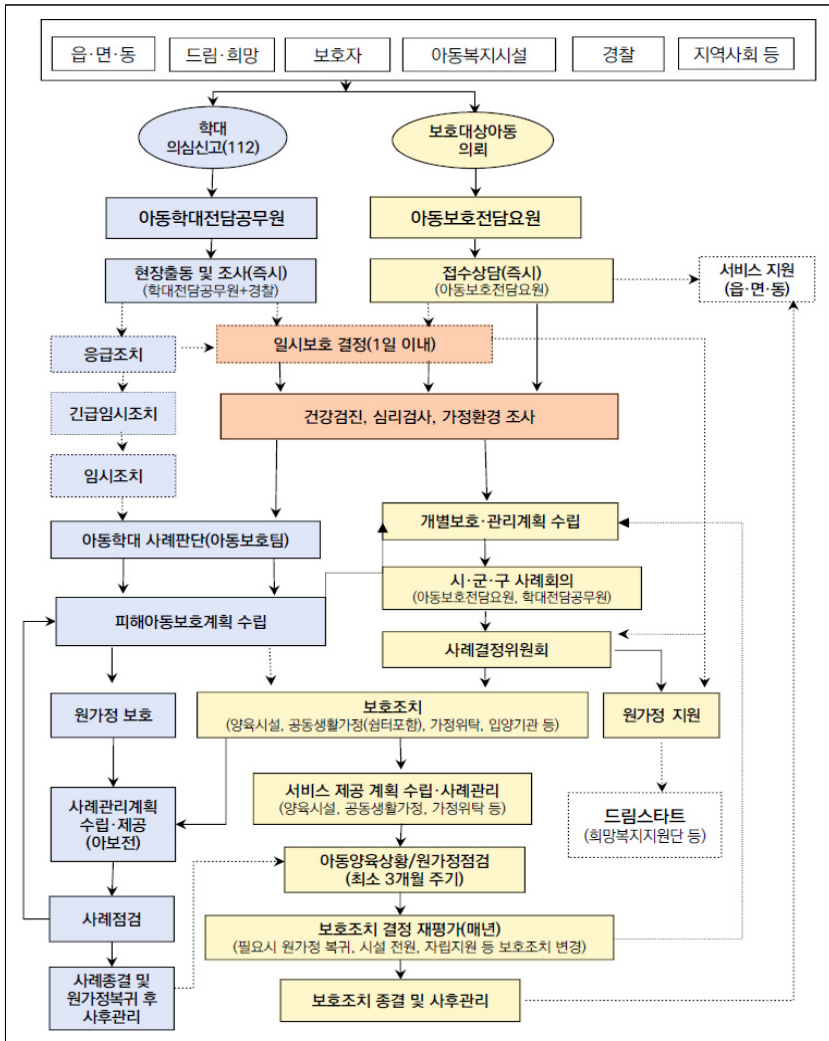 읍·면·동
드림·희망
보호자
아동복지시설
경찰
지역사회 등
학대
의심신고(112)
보호대상아동
의뢰
아동학대전담공무원
아동보호전담요원
현장출동 및 조사(즉시)
(학대전담공무원+경찰)
접수상담(즉시)
(아동보호전담요원)
서비스 지원
(읍·면·동)
응급조치
일시보호 결정(1일 이내)
긴급임시조치
건강검진, 심리검사, 가정환경 조사
임시조치
개별보호·관리계획 수립
아동학대 사례판단(아동보호팀)
시·군·구 사례회의
(아동보호전담요원, 학대전담공무원)
피해아동보호계획 수립
사례결정위원회
원가정 보호
보호조치
(양육시설, 공동생활가정(쉼터포함), 가정위탁, 입양기관 등)
원가정 지원
사례관리계획
수립·제공
(아보전)
서비스 제공 계획 수립·사례관리
(양육시설, 공동생활가정, 가정위탁 등)
드림스타트
(희망복지지원단 등)
아동양육상황/원가정점검
(최소 3개월 주기)
사례점검
보호조치 결정 재평가(매년)
(필요시 원가정 복귀, 시설 전원, 자립지원 등 보호조치 변경)
사례종결 및
원가정복귀 후
사후관리
보호조치 종결 및 사후관리